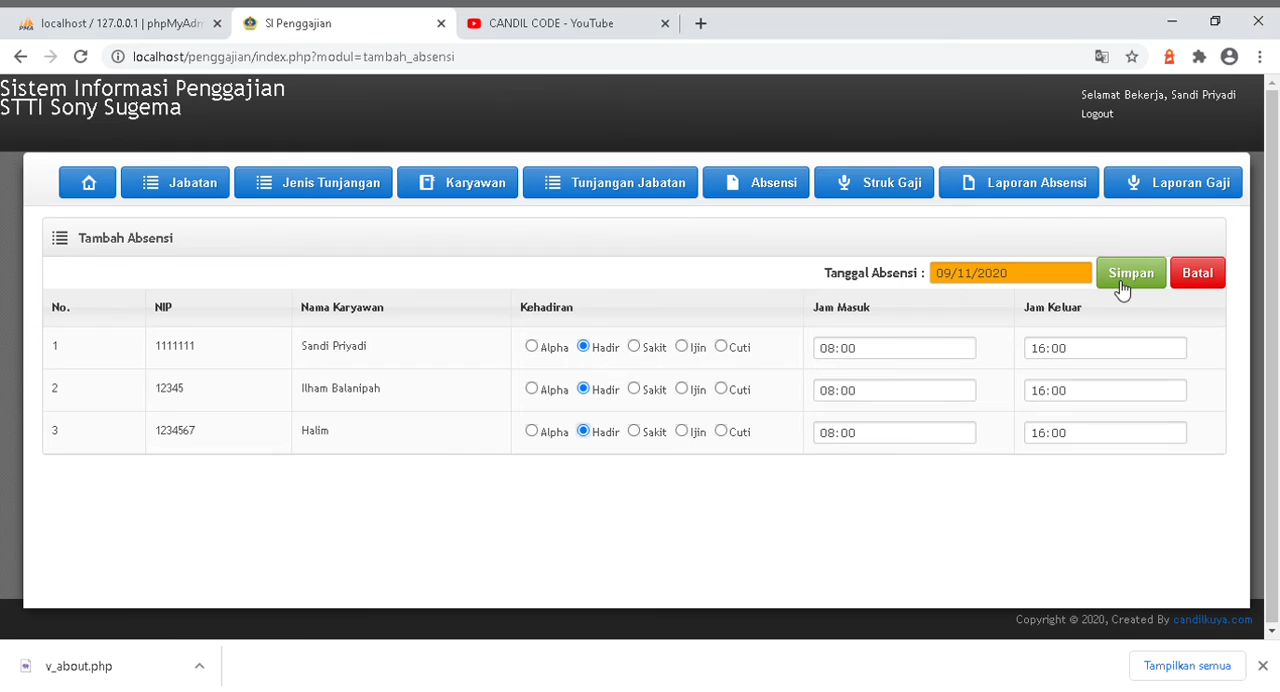 localhost / 127.0.0.1 | phpMyAdm
SI Penggajian
CANDIL CODE - YouTube
localhost/penggajian/index.php?modul=tambah_absensi
Sistem Informasi Penggajian
STTI Sony Sugema
Selamat Bekerja, Sandi Priyadi
Logout
Jabatan
Jenis Tunjangan
Karyawan
Tunjangan Jabatan
Absensi
Struk Gaji
Laporan Absensi
Laporan Gaji
Tambah Absensi
Tanggal Absensi : 09/11/2020 Simpan Batal
No. NIP Nama Karyawan Kehadiran Jam Masuk Jam Keluar
1 1111111 Sandi Priyadi Alpha Hadir Sakit Ijin Cuti 08:00 16:00
2 12345 Ilham Balanipah Alpha Hadir Sakit Ijin Cuti 08:00 16:00
3 1234567 Halim Alpha Hadir Sakit Ijin Cuti 08:00 16:00
Copyright © 2020, Created By candilkuya.com
v_about.php
Tampilkan semua